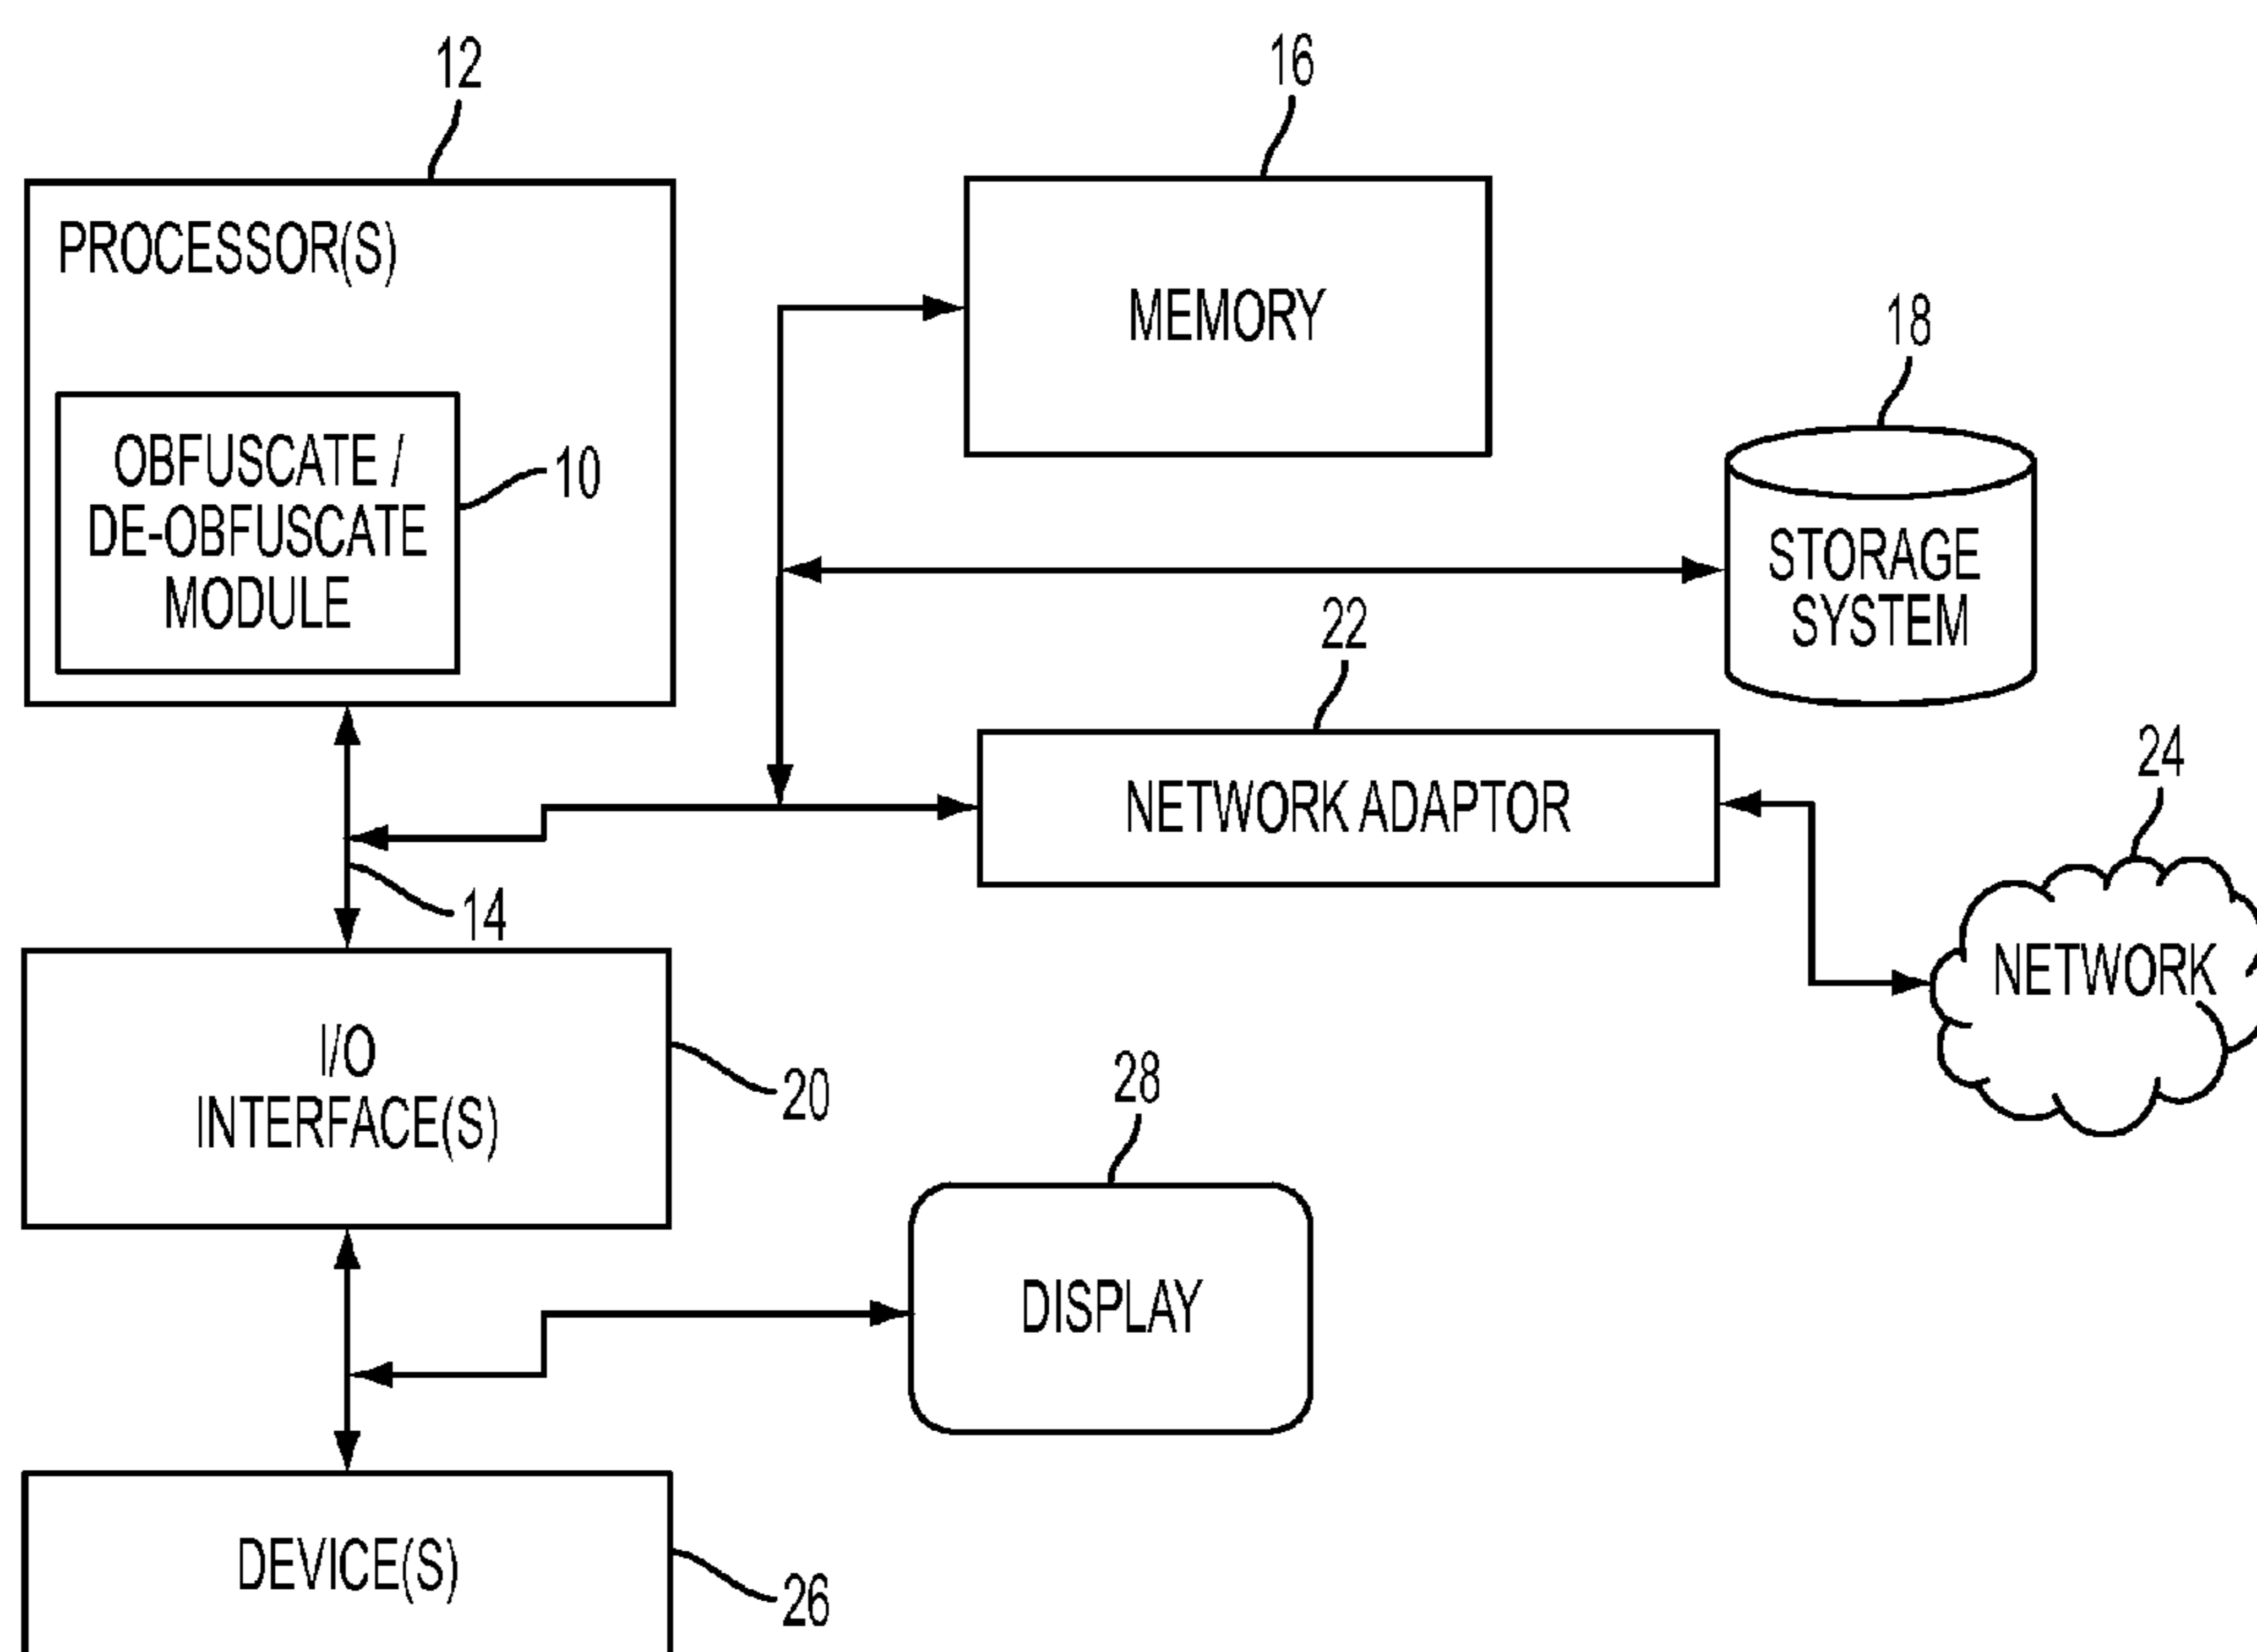 12
16
PROCESSOR(S)
MEMORY
18
OBFUSCATE /
DE-OBFUSCATE
MODULE
10
STORAGE
SYSTEM
22
NETWORK ADAPTOR
24
14
NETWORK
I/O
INTERFACE(S)
20
28
DISPLAY
DEVICE(S)
26